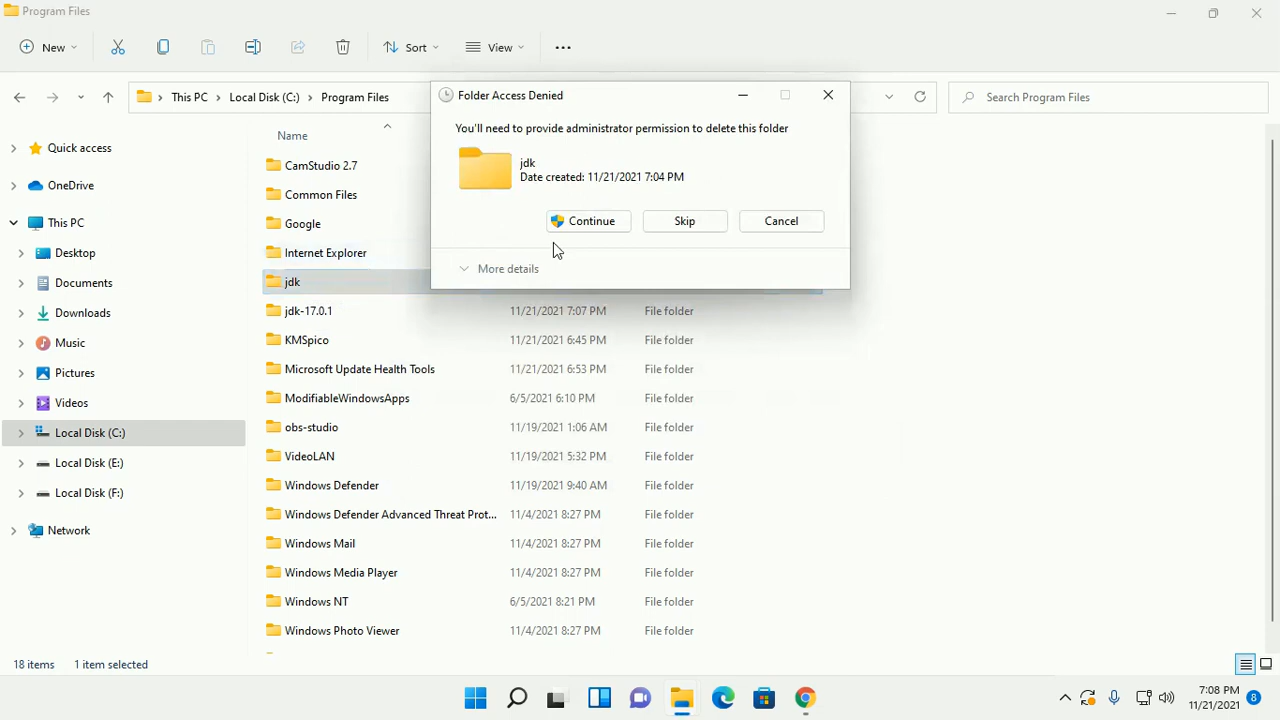 Program Files
New
Sort
View
This PC
Local Disk (C:)
Program Files
Search Program Files
Folder Access Denied
You'll need to provide administrator permission to delete this folder
jdk
Date created: 11/21/2021 7:04 PM
Continue
Skip
Cancel
More details
Quick access
OneDrive
This PC
Desktop
Documents
Downloads
Music
Pictures
Videos
Local Disk (C:)
Local Disk (E:)
Local Disk (F:)
Network
Name
CamStudio 2.7
Common Files
Google
Internet Explorer
jdk
jdk-17.0.1 11/21/2021 7:07 PM File folder
KMSpico 11/21/2021 6:45 PM File folder
Microsoft Update Health Tools 11/21/2021 6:53 PM File folder
ModifiableWindowsApps 6/5/2021 6:10 PM File folder
obs-studio 11/19/2021 1:06 AM File folder
VideoLAN 11/19/2021 5:32 PM File folder
Windows Defender 11/19/2021 9:40 AM File folder
Windows Defender Advanced Threat Prot... 11/4/2021 8:27 PM File folder
Windows Mail 11/4/2021 8:27 PM File folder
Windows Media Player 11/4/2021 8:27 PM File folder
Windows NT 6/5/2021 8:21 PM File folder
Windows Photo Viewer 11/4/2021 8:27 PM File folder
18 items 1 item selected
7:08 PM
11/21/2021
8